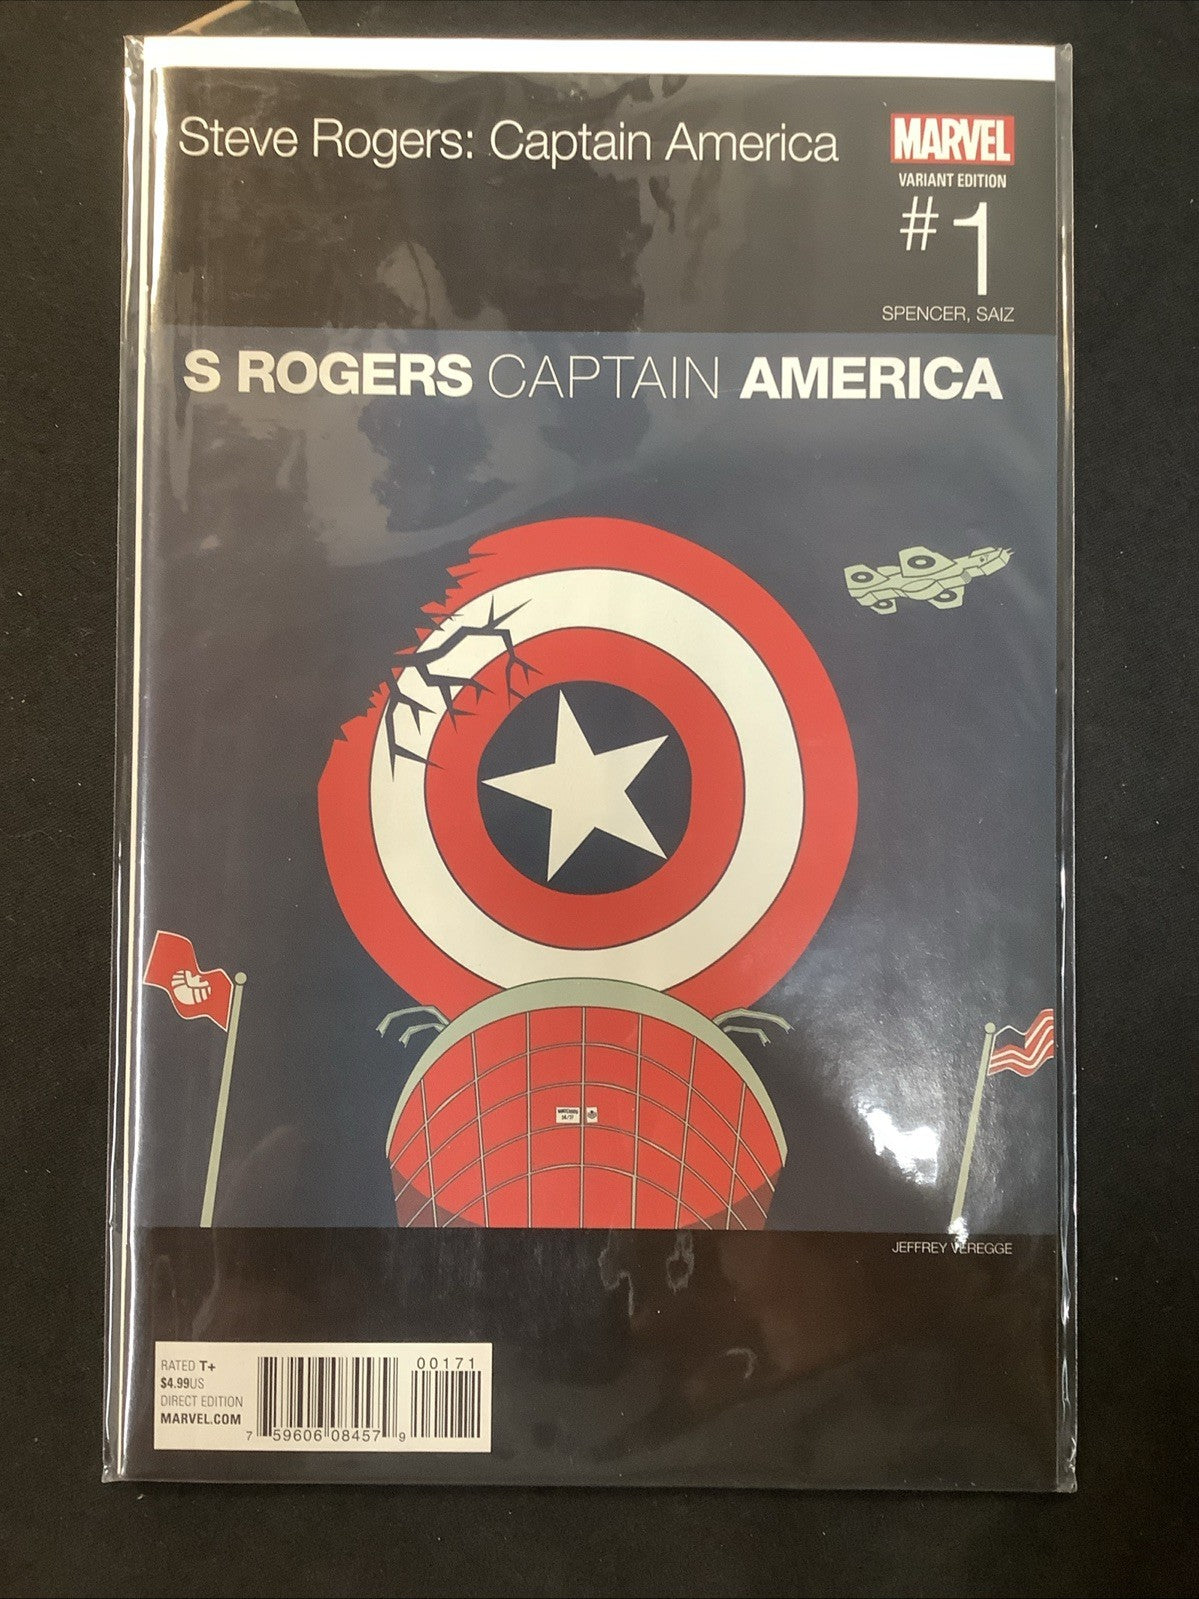 Steve Rogers: Captain America
MARVEL
VARIANT EDITION
#1
SPENCER, SAIZ
S ROGERS CAPTAIN AMERICA
JEFFREY VEREGGE
RATED T+
$4.99US
DIRECT EDITION
MARVEL.COM
00171
7 59606 08457 9